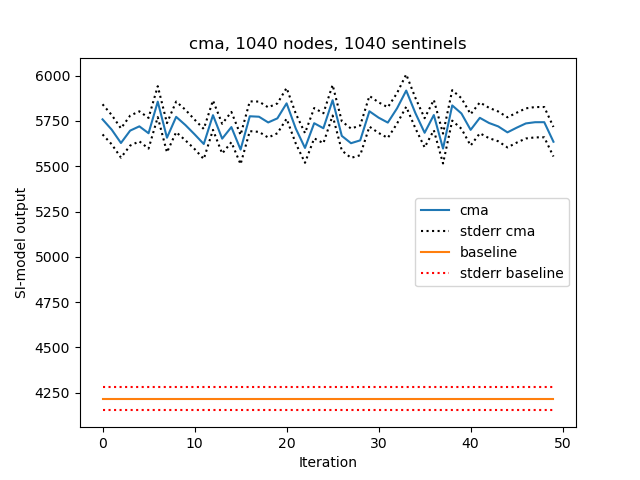 cma, 1040 nodes, 1040 sentinels
SI-model output
6000
5750
5500
5250
5000
4750
4500
4250
cma
stderr cma
baseline
stderr baseline
0 10 20 30 40 50
Iteration